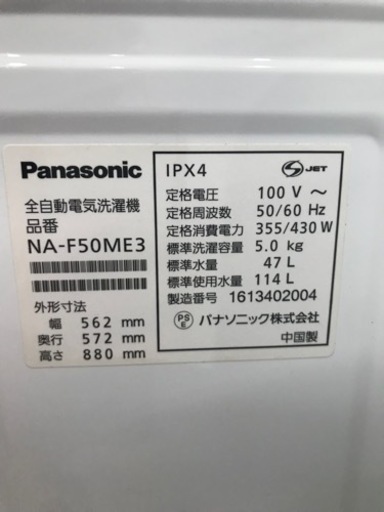 Panasonic
全自動電気洗濯機
品番
NA-F50ME3
外形寸法
幅 562 mm
奥行 572 mm
高さ 880 mm
IPX4
S JET
定格電圧 100 V ～
定格周波数 50/60 Hz
定格消費電力 355/430 W
標準洗濯容量 5.0 kg
標準水量 47 L
標準使用水量 114 L
製造番号 1613402004
PS E パナソニック株式会社
中国製